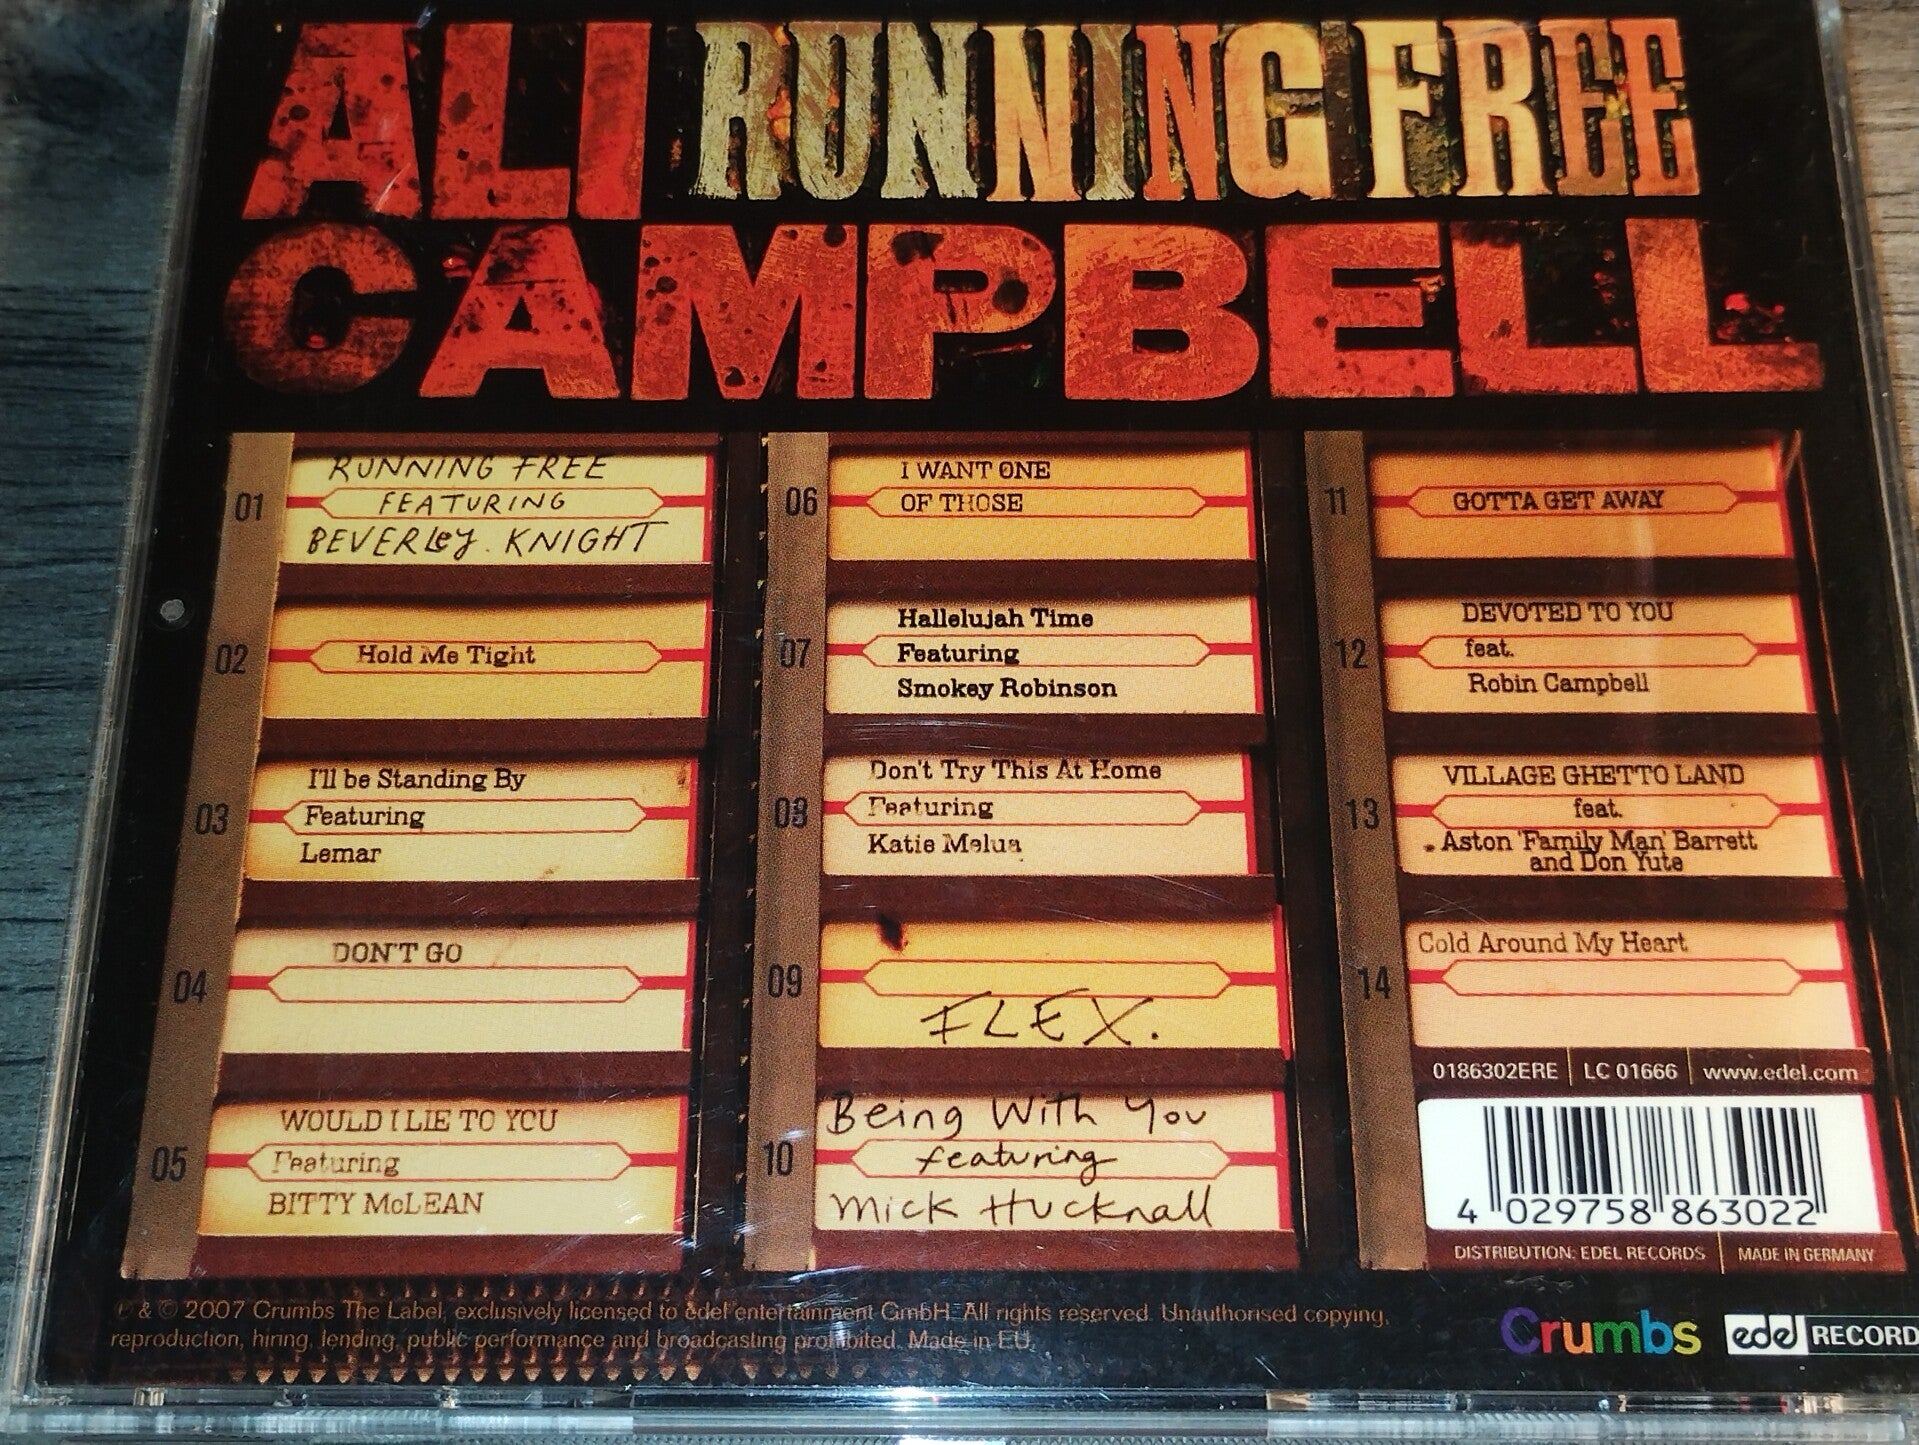 ALI RUNNING FREE
CAMPBELL
01
RUNNING FREE
FEATURING
BEVERLEY KNIGHT
02
Hold Me Tight
03
I'll be Standing By
Featuring
Lemar
04
DON'T GO
05
WOULD I LIE TO YOU
Featuring
BITTY McLEAN
06
I WANT ONE
OF THOSE
07
Hallelujah Time
Featuring
Smokey Robinson
08
Don't Try This At Home
Featuring
Katie Melua
09
FLEX.
10
Being With You
featuring
Mick Hucknall
11
GOTTA GET AWAY
12
DEVOTED TO YOU
feat.
Robin Campbell
13
VILLAGE GHETTO LAND
feat.
Aston 'Family Man' Barrett
and Don Yute
14
Cold Around My Heart
0186302ERE | LC 01666 | www.edel.com
4 029758 863022
DISTRIBUTION: EDEL RECORDS | MADE IN GERMANY
℗ & © 2007 Crumbs The Label, exclusively licensed to edel entertainment GmbH. All rights reserved. Unauthorised copying,
reproduction, hiring, lending, public performance and broadcasting prohibited. Made in EU.
Crumbs
edel RECORD